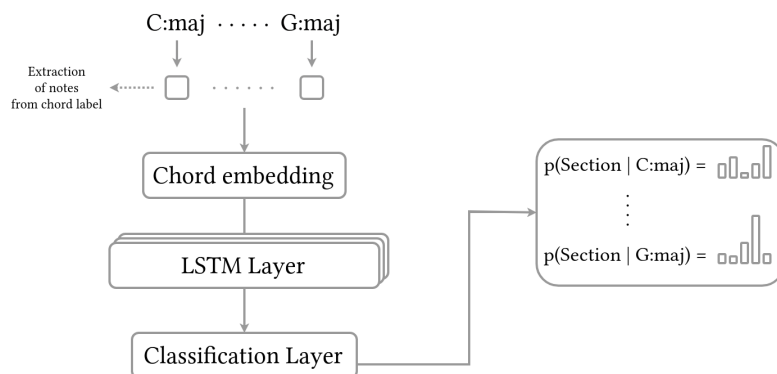 C:maj · · · · · G:maj
Extraction
of notes
from chord label
· · · · · ·
Chord embedding
LSTM Layer
Classification Layer
p(Section | C:maj) =
p(Section | G:maj) =